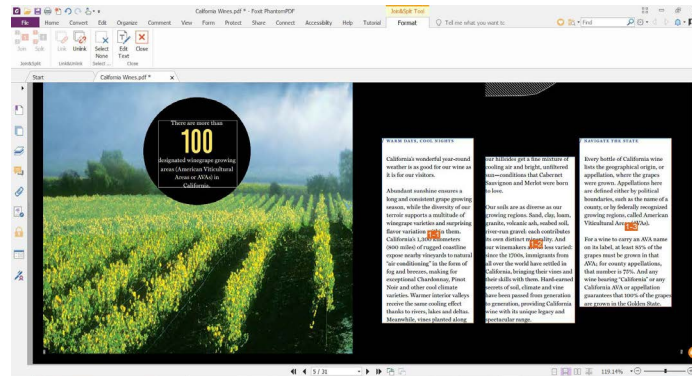 California Wines.pdf * - Foxit PhantomPDF
Join&Split Tool
File Home Convert Edit Organize Comment View Form Protect Share Connect Accessibility Help Tutorial Format Tell me what you want to Find
Join Split Link Unlink Select None Edit Text Close
Join&Split Link&Unlink Select ... Close
Start California Wines.pdf * x
There are more than
100
designated winegrape growing
areas (American Viticultural
Areas or AVAs) in
California.
WARM DAYS, COOL NIGHTS
California's wonderful year-round
weather is as good for our wine as
it is for our visitors.
Abundant sunshine ensures a
long and consistent grape growing
season, while the diversity of our
terroir supports a multitude of
winegrape varieties and surprising
flavor variation them.
California's 1,300 kilometers
(800 miles) of rugged coastline
expose nearby vineyards to natural
"air conditioning" in the form of
fog and breezes, making for
exceptional Chardonnay, Pinot
Noir and other cool climate
varieties. Warmer interior valleys
receive the same cooling effect
thanks to rivers, lakes and deltas.
Meanwhile, vines planted along
our hillsides get a fine mixture of
cooling air and bright, unfiltered
sun—conditions that Cabernet
Sauvignon and Merlot were born
to love.
Our soils are as diverse as our
growing regions. Sand, clay, loam,
granite, volcanic ash, seabed soil,
river-run gravel: each contributes
its own distinct minerality. And
our winemakers less varied:
since the 1700s, immigrants from
all over the world have settled in
California, bringing their vines and
their skills with them. Hard-earned
secrets of soil, climate and vine
have been passed from generation
to generation, providing California
wine with its unique legacy and
spectacular range.
NAVIGATE THE STATE
Every bottle of California wine
lists the geographical origin, or
appellation, where the grapes
were grown. Appellations here
are defined either by political
boundaries, such as the name of a
county, or by federally recognized
growing regions, called American
Viticultural Areas (AVAs).
For a wine to carry an AVA name
on its label, at least 85% of the
grapes must be grown in that
AVA; for county appellations,
that number is 75%. And any
wine bearing "California" or any
California AVA or appellation
guarantees that 100% of the grapes
are grown in the Golden State.
5 / 31
119.14%